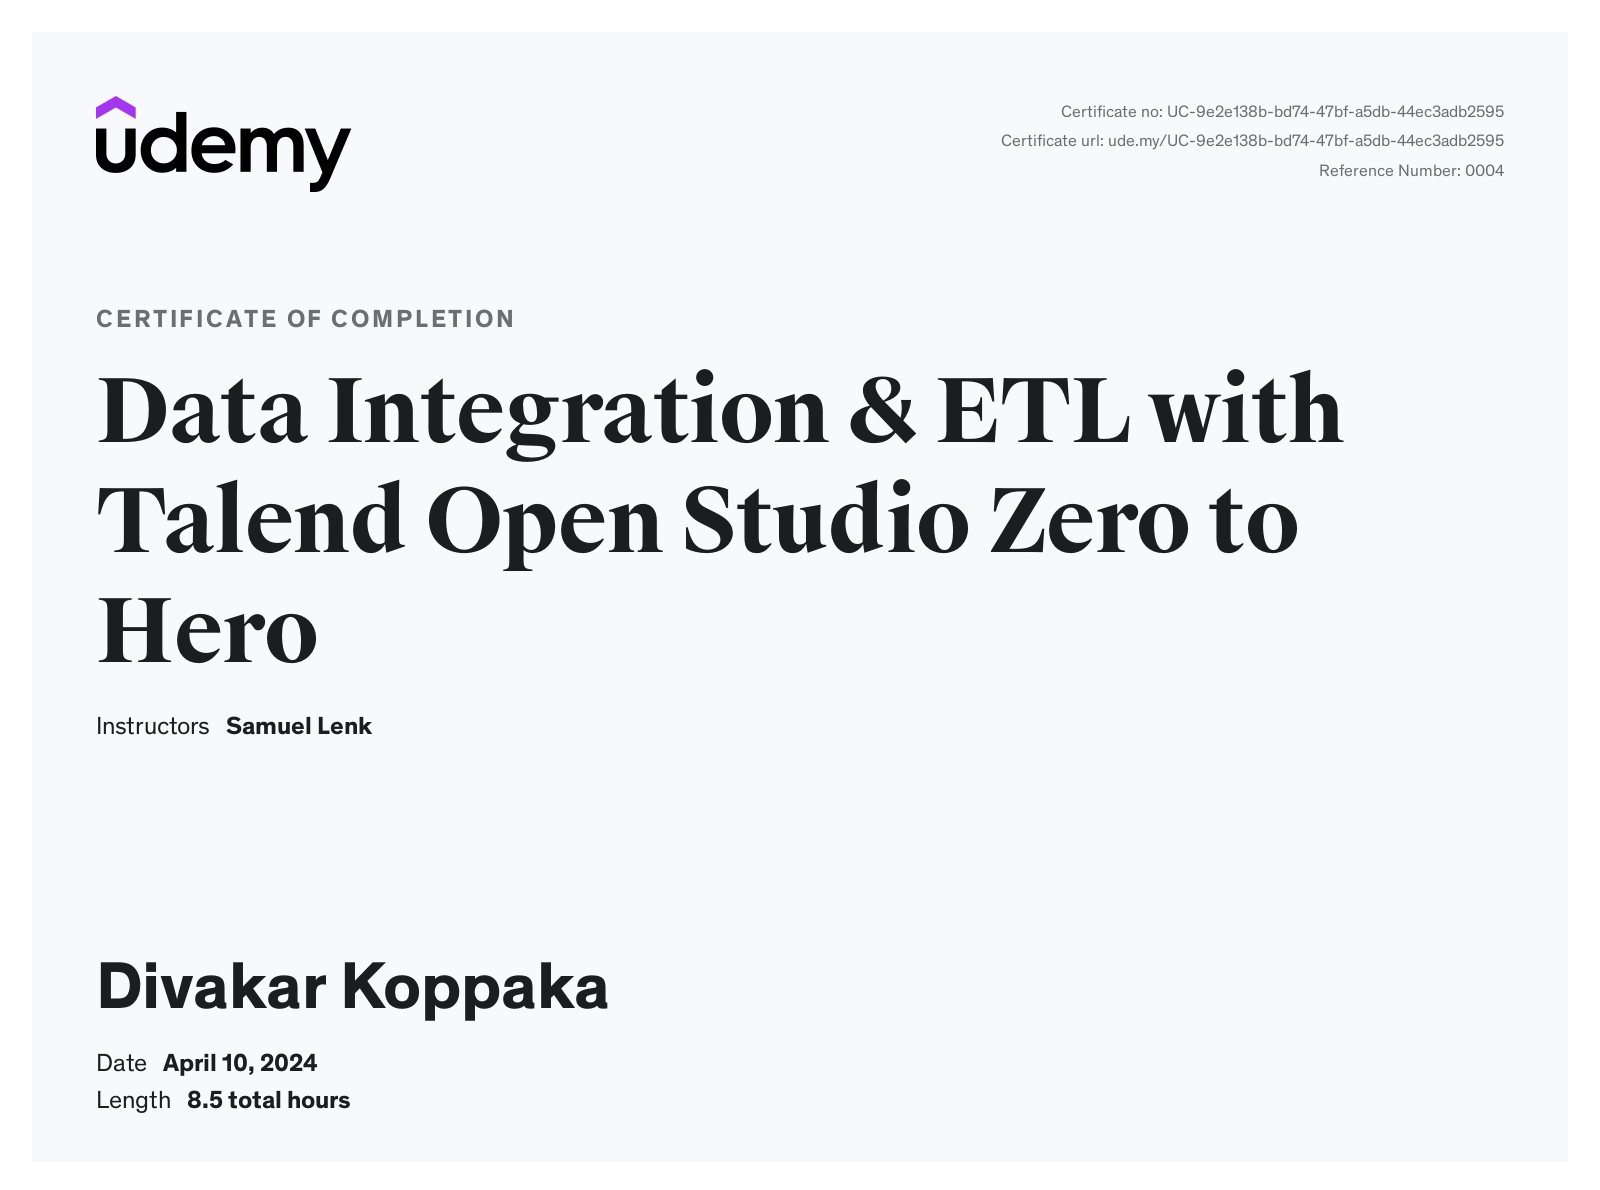 udemy
Certificate no: UC-9e2e138b-bd74-47bf-a5db-44ec3adb2595
Certificate url: ude.my/UC-9e2e138b-bd74-47bf-a5db-44ec3adb2595
Reference Number: 0004
CERTIFICATE OF COMPLETION
Data Integration & ETL with
Talend Open Studio Zero to
Hero
Instructors Samuel Lenk
Divakar Koppaka
Date April 10, 2024
Length 8.5 total hours